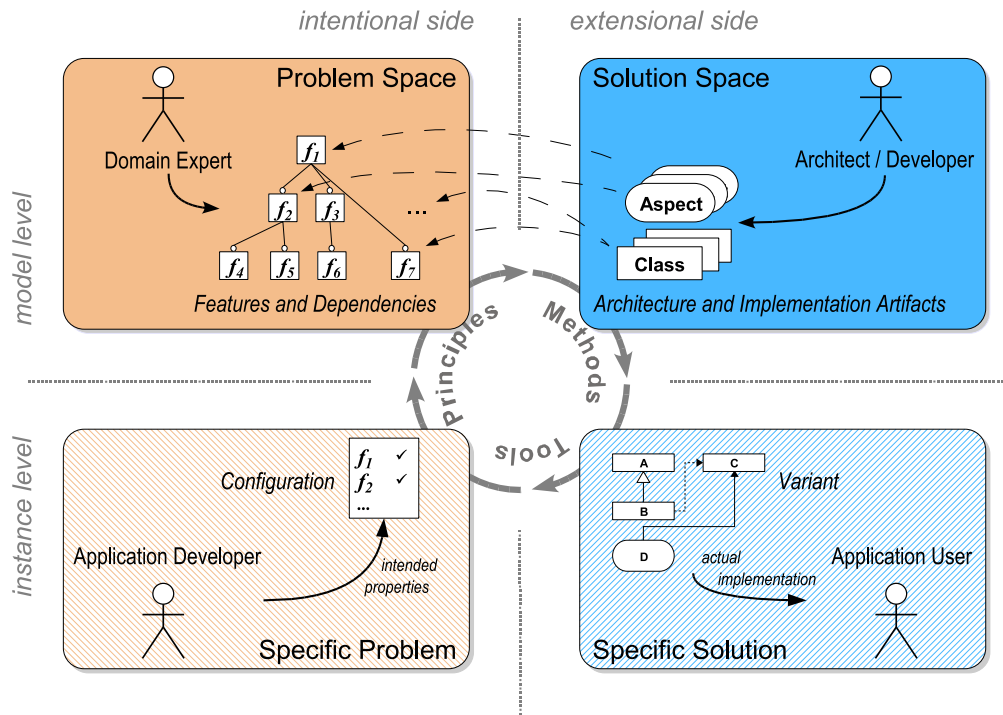 intentional side
extensional side
model level
instance level
Problem Space
Domain Expert
f1
f2
f3
...
f4
f5
f6
f7
Features and Dependencies
Solution Space
Architect / Developer
Aspect
Class
Architecture and Implementation Artifacts
Principles
Methods
Tools
Configuration
f1 ✓
f2 ✓
...
Application Developer
intended
properties
Specific Problem
A
C
B
D
Variant
actual
implementation
Application User
Specific Solution